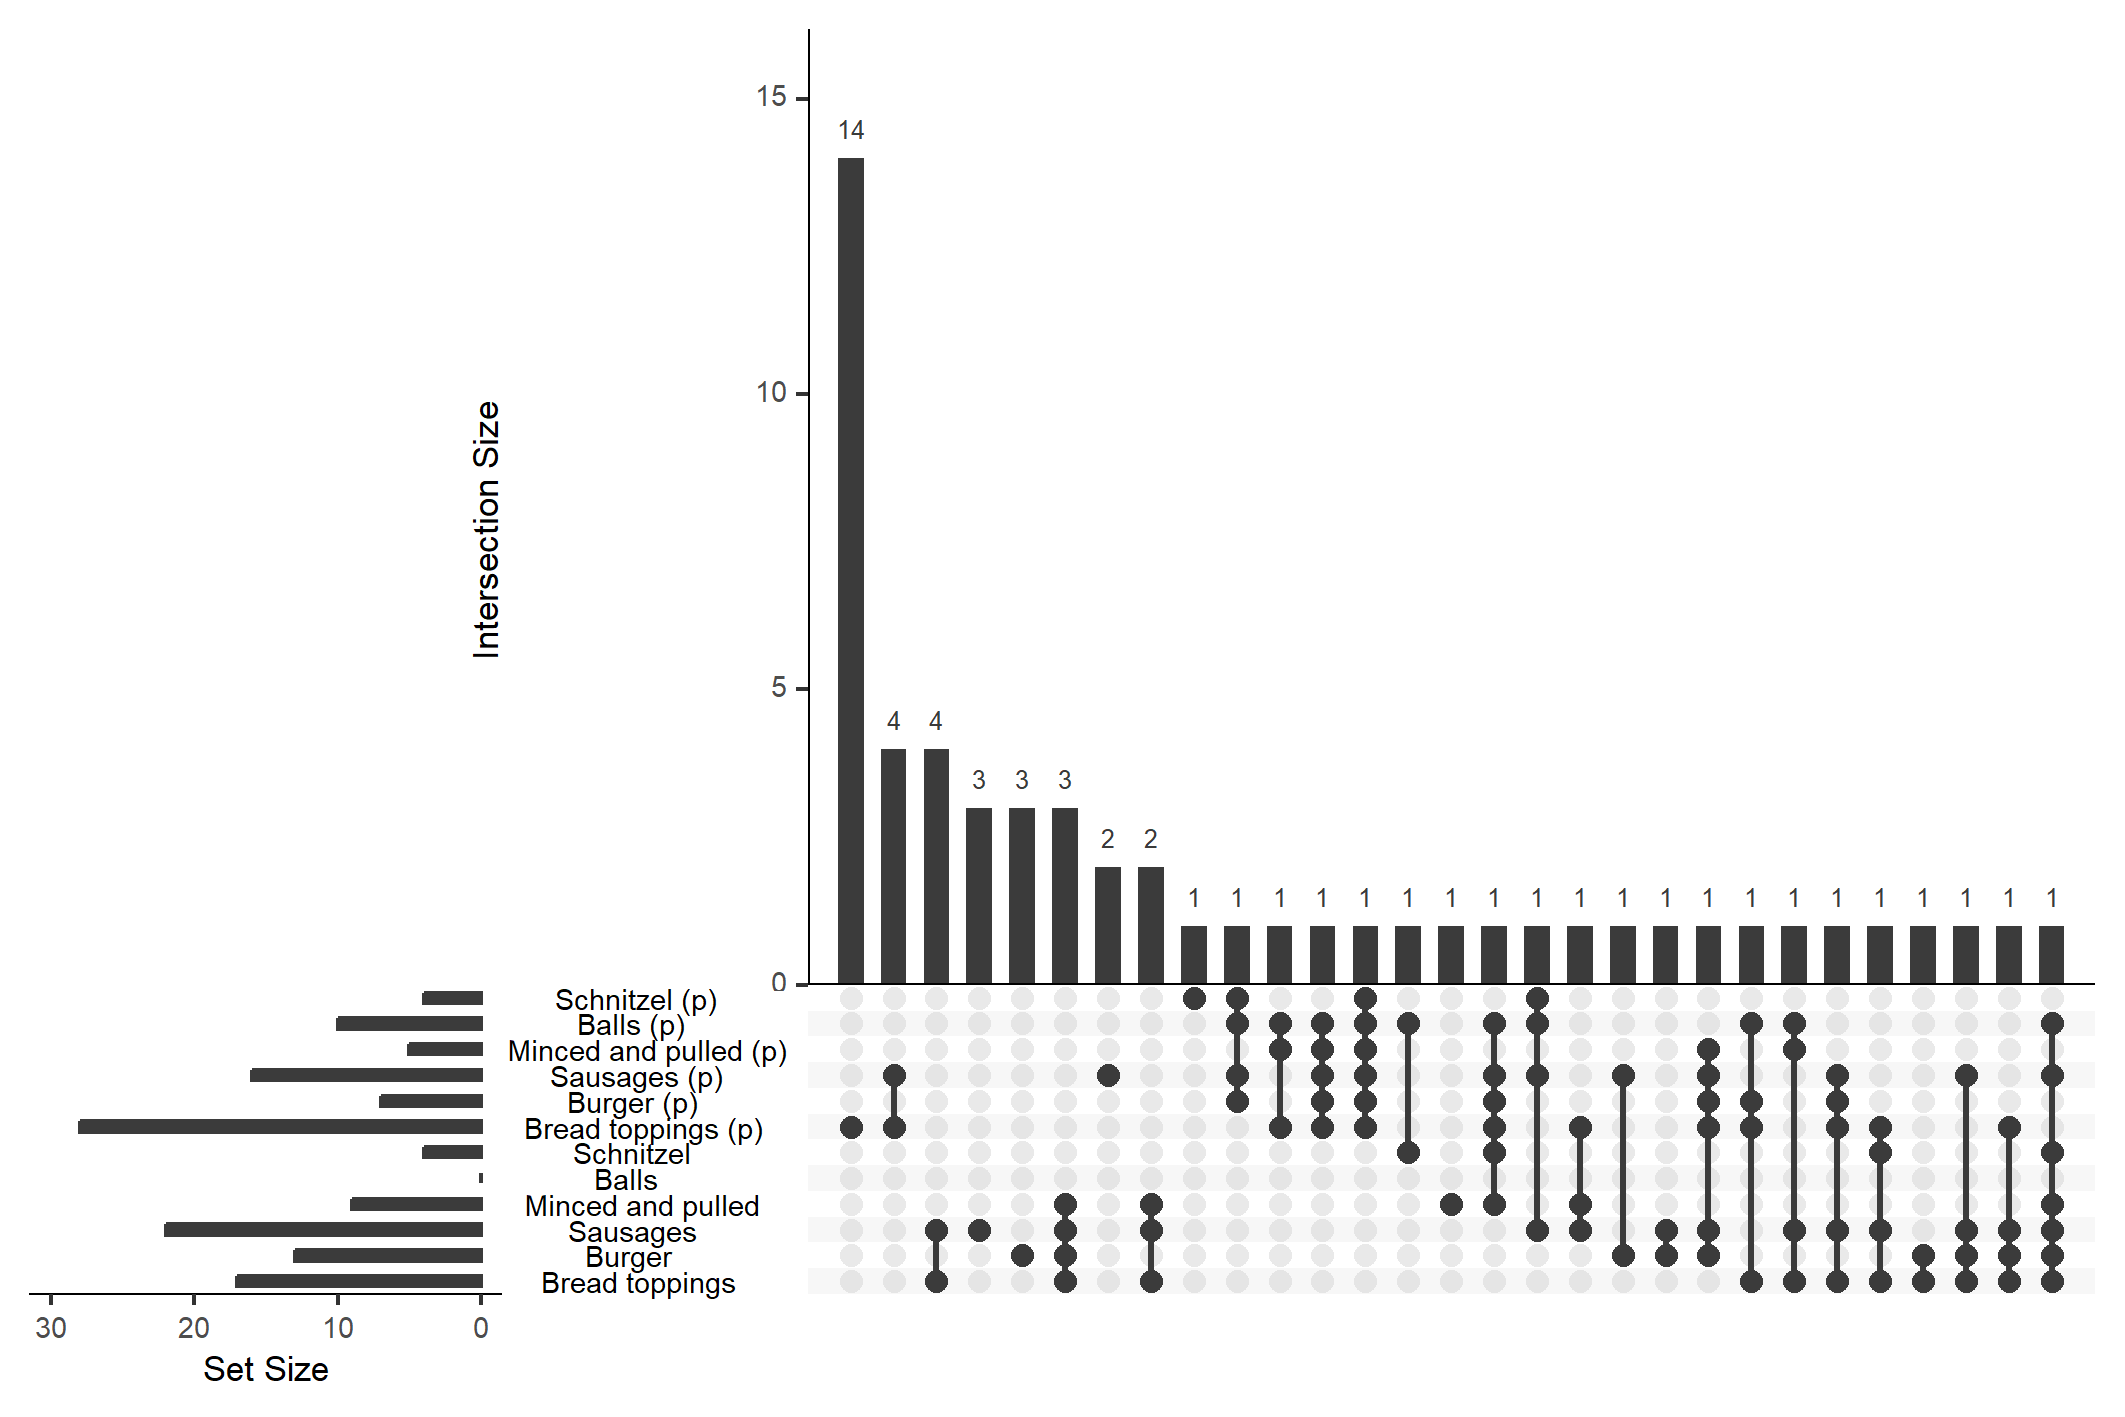 15
10
5
0
Intersection Size
14
4 4
3 3 3
2 2
1 1 1 1 1 1 1 1 1 1 1 1 1 1 1 1 1 1 1 1 1
Schnitzel (p)
Balls (p)
Minced and pulled (p)
Sausages (p)
Burger (p)
Bread toppings (p)
Schnitzel
Balls
Minced and pulled
Sausages
Burger
Bread toppings
30 20 10 0
Set Size